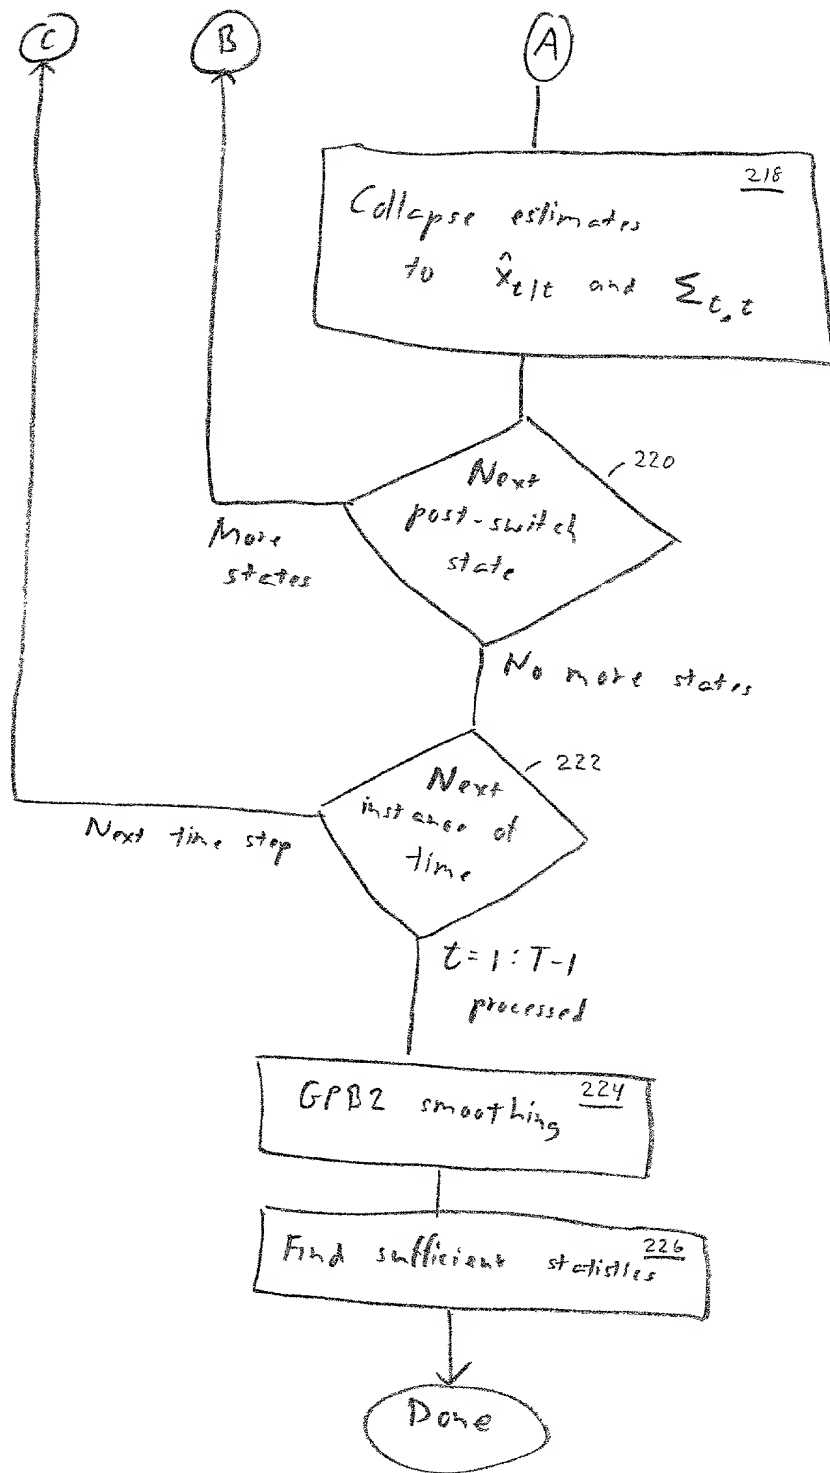 C
B
A
218
Collapse estimates
to x̂t|t and Σt,t
220
Next
post-switch
state
More
states
No more states
222
Next
instance of
time
Next time step
t=1:T-1
processed
GPB2 smoothing 224
Find sufficient statistics 226
Done